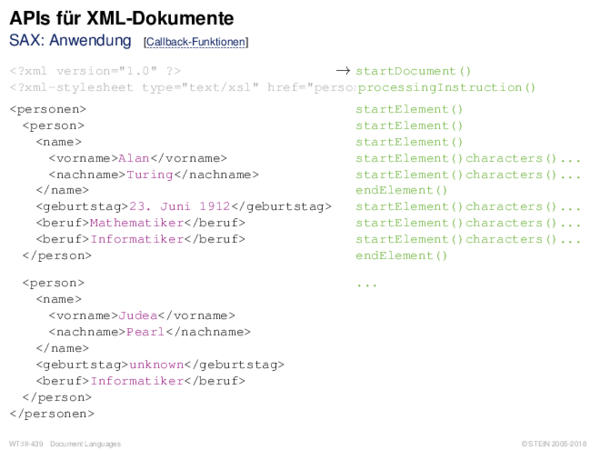 APIs für XML-Dokumente
SAX: Anwendung [Callback-Funktionen]
<?xml version="1.0" ?> → startDocument()
<?xml-stylesheet type="text/xsl" href="perso processingInstruction()
<personen> startElement()
<person> startElement()
<name> startElement()
<vorname>Alan</vorname> startElement()characters()...
<nachname>Turing</nachname> startElement()characters()...
</name> endElement()
<geburtstag>23. Juni 1912</geburtstag> startElement()characters()...
<beruf>Mathematiker</beruf> startElement()characters()...
<beruf>Informatiker</beruf> startElement()characters()...
</person> endElement()
<person> ...
<name>
<vorname>Judea</vorname>
<nachname>Pearl</nachname>
</name>
<geburtstag>unknown</geburtstag>
<beruf>Informatiker</beruf>
</person>
</personen>
WT:III-439 Document Languages © STEIN 2005-2018